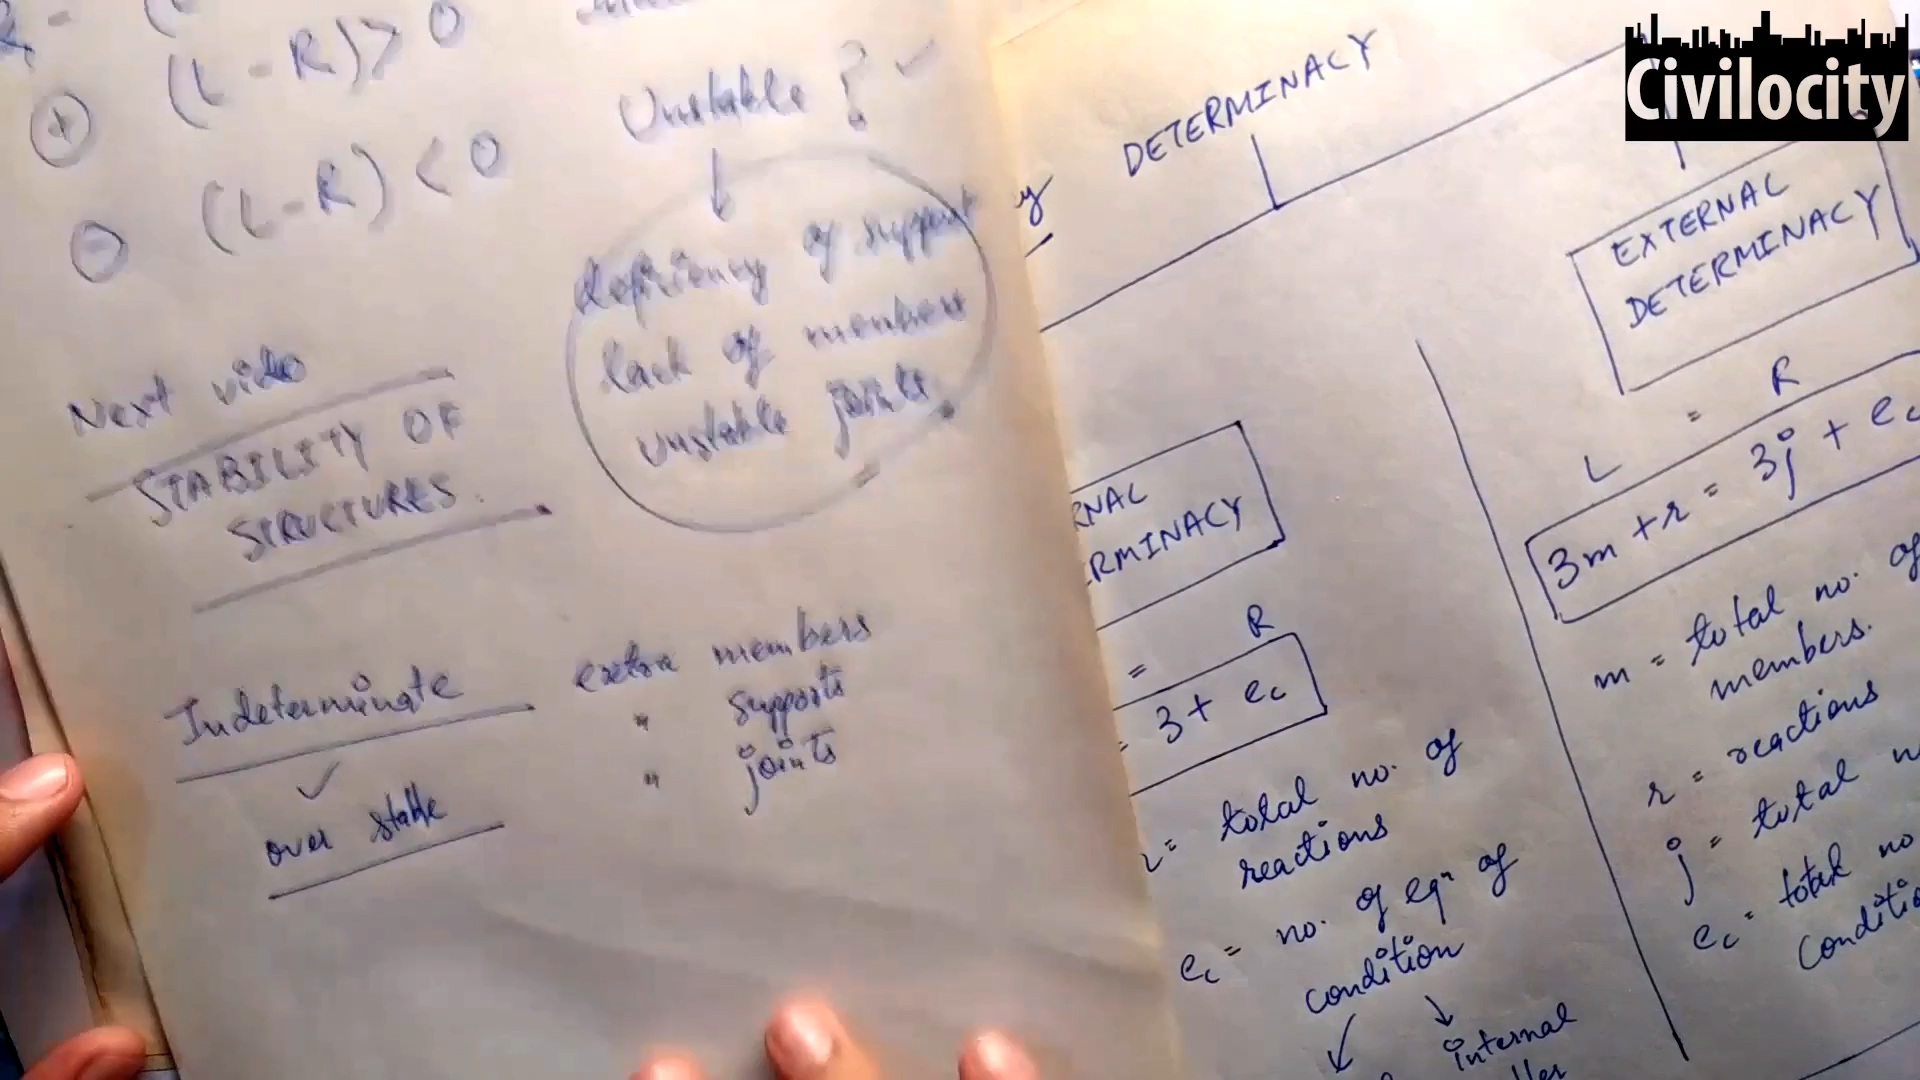 (L - R) > 0
+
(L - R) < 0
-
Unstable ? ✓
↓
deficiency of support
lack of members
unstable joints.
Next video
STABILITY OF
STRUCTURES.
Indeterminate
✓
over stable
extra members
" supports
" joints
DETERMINACY
y
RNAL
RMINACY
= R
= 3 + ec
r = total no. of
reactions
ec = no. of eqn of
condition
internal
EXTERNAL
DETERMINACY
L = R
3m + r = 3j + ec
m = total no. of
members.
r = reactions
j = total n
ec = total no
conditio
Civilocity